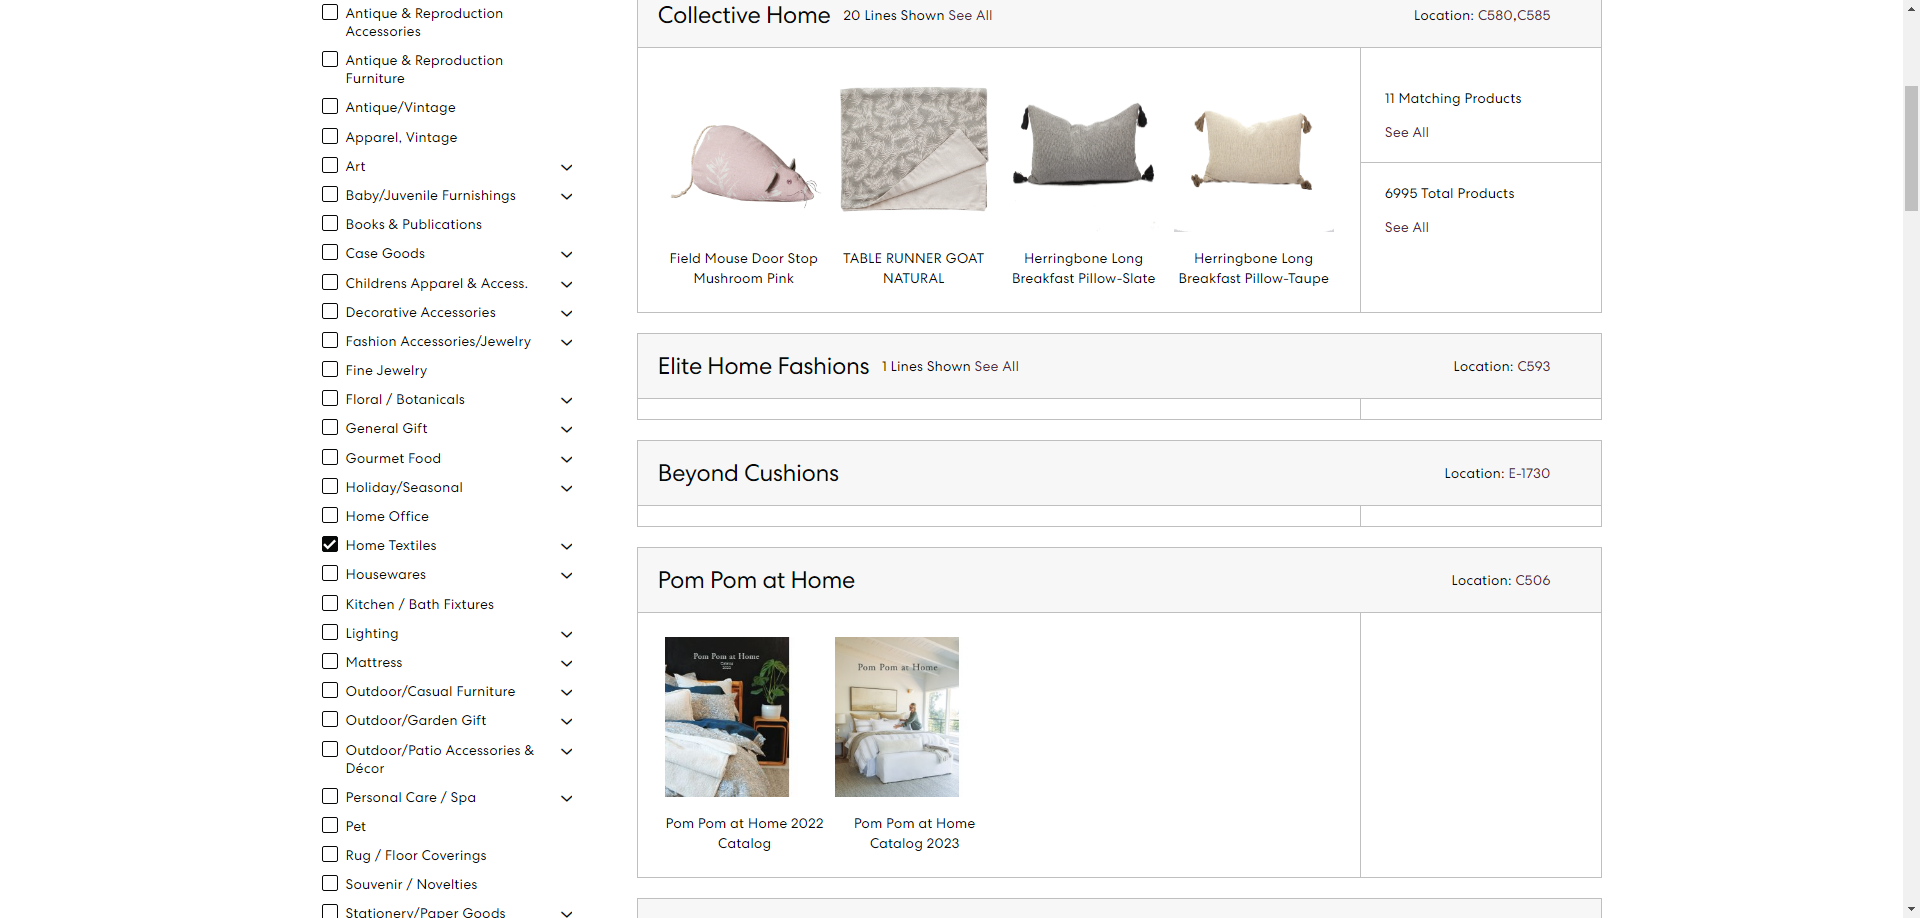 Antique & Reproduction
Accessories
Antique & Reproduction
Furniture
Antique/Vintage
Apparel, Vintage
Art
Baby/Juvenile Furnishings
Books & Publications
Case Goods
Childrens Apparel & Access.
Decorative Accessories
Fashion Accessories/Jewelry
Fine Jewelry
Floral / Botanicals
General Gift
Gourmet Food
Holiday/Seasonal
Home Office
Home Textiles
Housewares
Kitchen / Bath Fixtures
Lighting
Mattress
Outdoor/Casual Furniture
Outdoor/Garden Gift
Outdoor/Patio Accessories &
Décor
Personal Care / Spa
Pet
Rug / Floor Coverings
Souvenir / Novelties
Stationery/Paper Goods
Collective Home 20 Lines Shown See All Location: C580,C585
Field Mouse Door Stop
Mushroom Pink
TABLE RUNNER GOAT
NATURAL
Herringbone Long
Breakfast Pillow-Slate
Herringbone Long
Breakfast Pillow-Taupe
11 Matching Products
See All
6995 Total Products
See All
Elite Home Fashions 1 Lines Shown See All Location: C593
Beyond Cushions Location: E-1730
Pom Pom at Home Location: C506
Pom Pom at Home
Catalog
2022
Pom Pom at Home
Pom Pom at Home 2022
Catalog
Pom Pom at Home
Catalog 2023